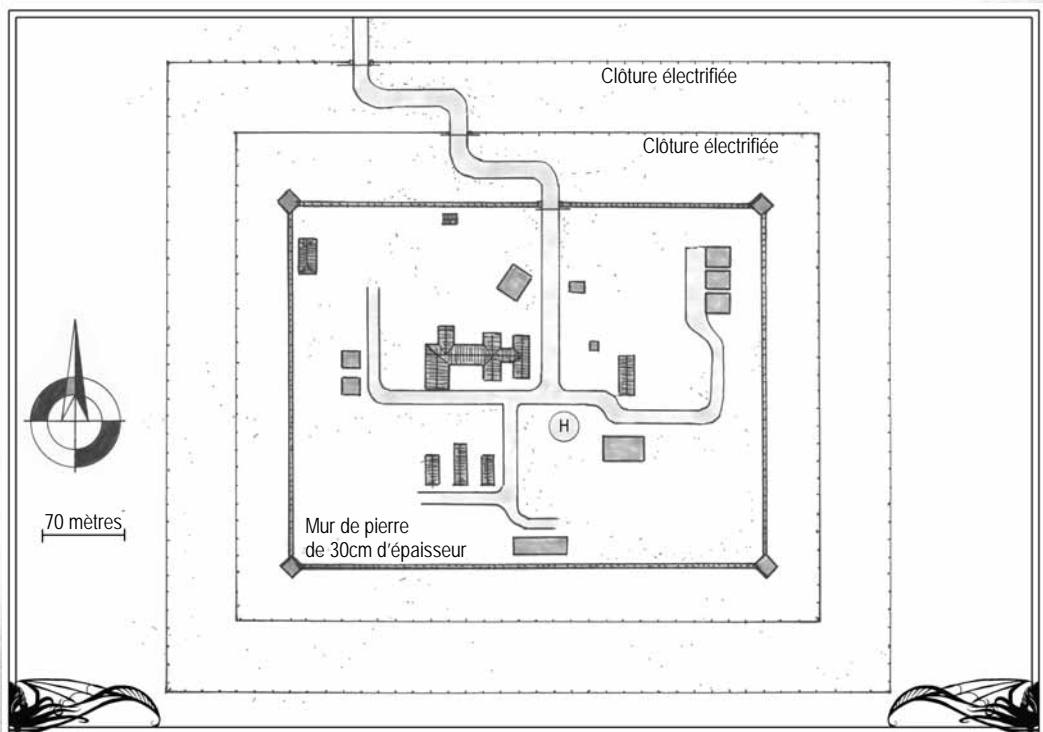 Clôture électrifiée
Clôture électrifiée
H
70 mètres
Mur de pierre
de 30cm d'épaisseur